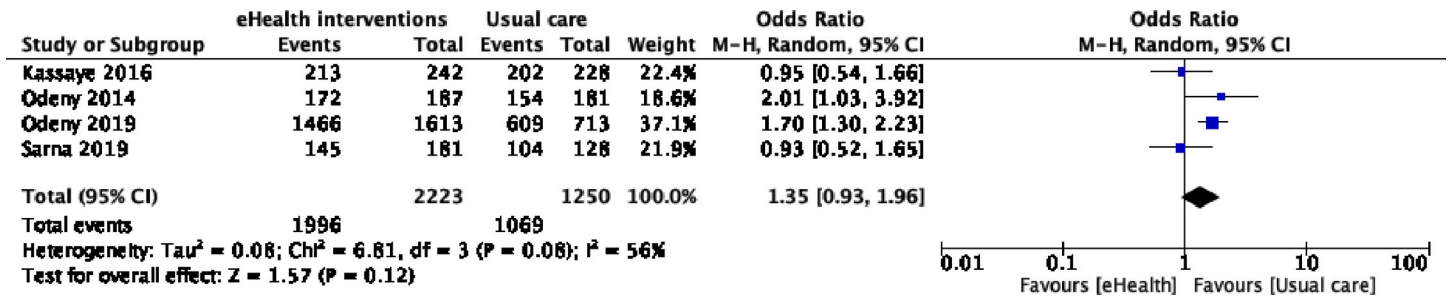 eHealth interventions Usual care Odds Ratio Odds Ratio
Study or Subgroup Events Total Events Total Weight M-H, Random, 95% CI M-H, Random, 95% CI
Kassaye 2016 213 242 202 228 22.4% 0.95 [0.54, 1.66]
Odeny 2014 172 187 154 181 18.6% 2.01 [1.03, 3.92]
Odeny 2019 1466 1613 609 713 37.1% 1.70 [1.30, 2.23]
Sarna 2019 145 181 104 128 21.9% 0.93 [0.52, 1.65]
Total (95% CI) 2223 1250 100.0% 1.35 [0.93, 1.96]
Total events 1996 1069
Heterogeneity: Tau² = 0.08; Chi² = 6.81, df = 3 (P = 0.08); I² = 56%
Test for overall effect: Z = 1.57 (P = 0.12)
0.01 0.1 1 10 100
Favours [eHealth] Favours [Usual care]